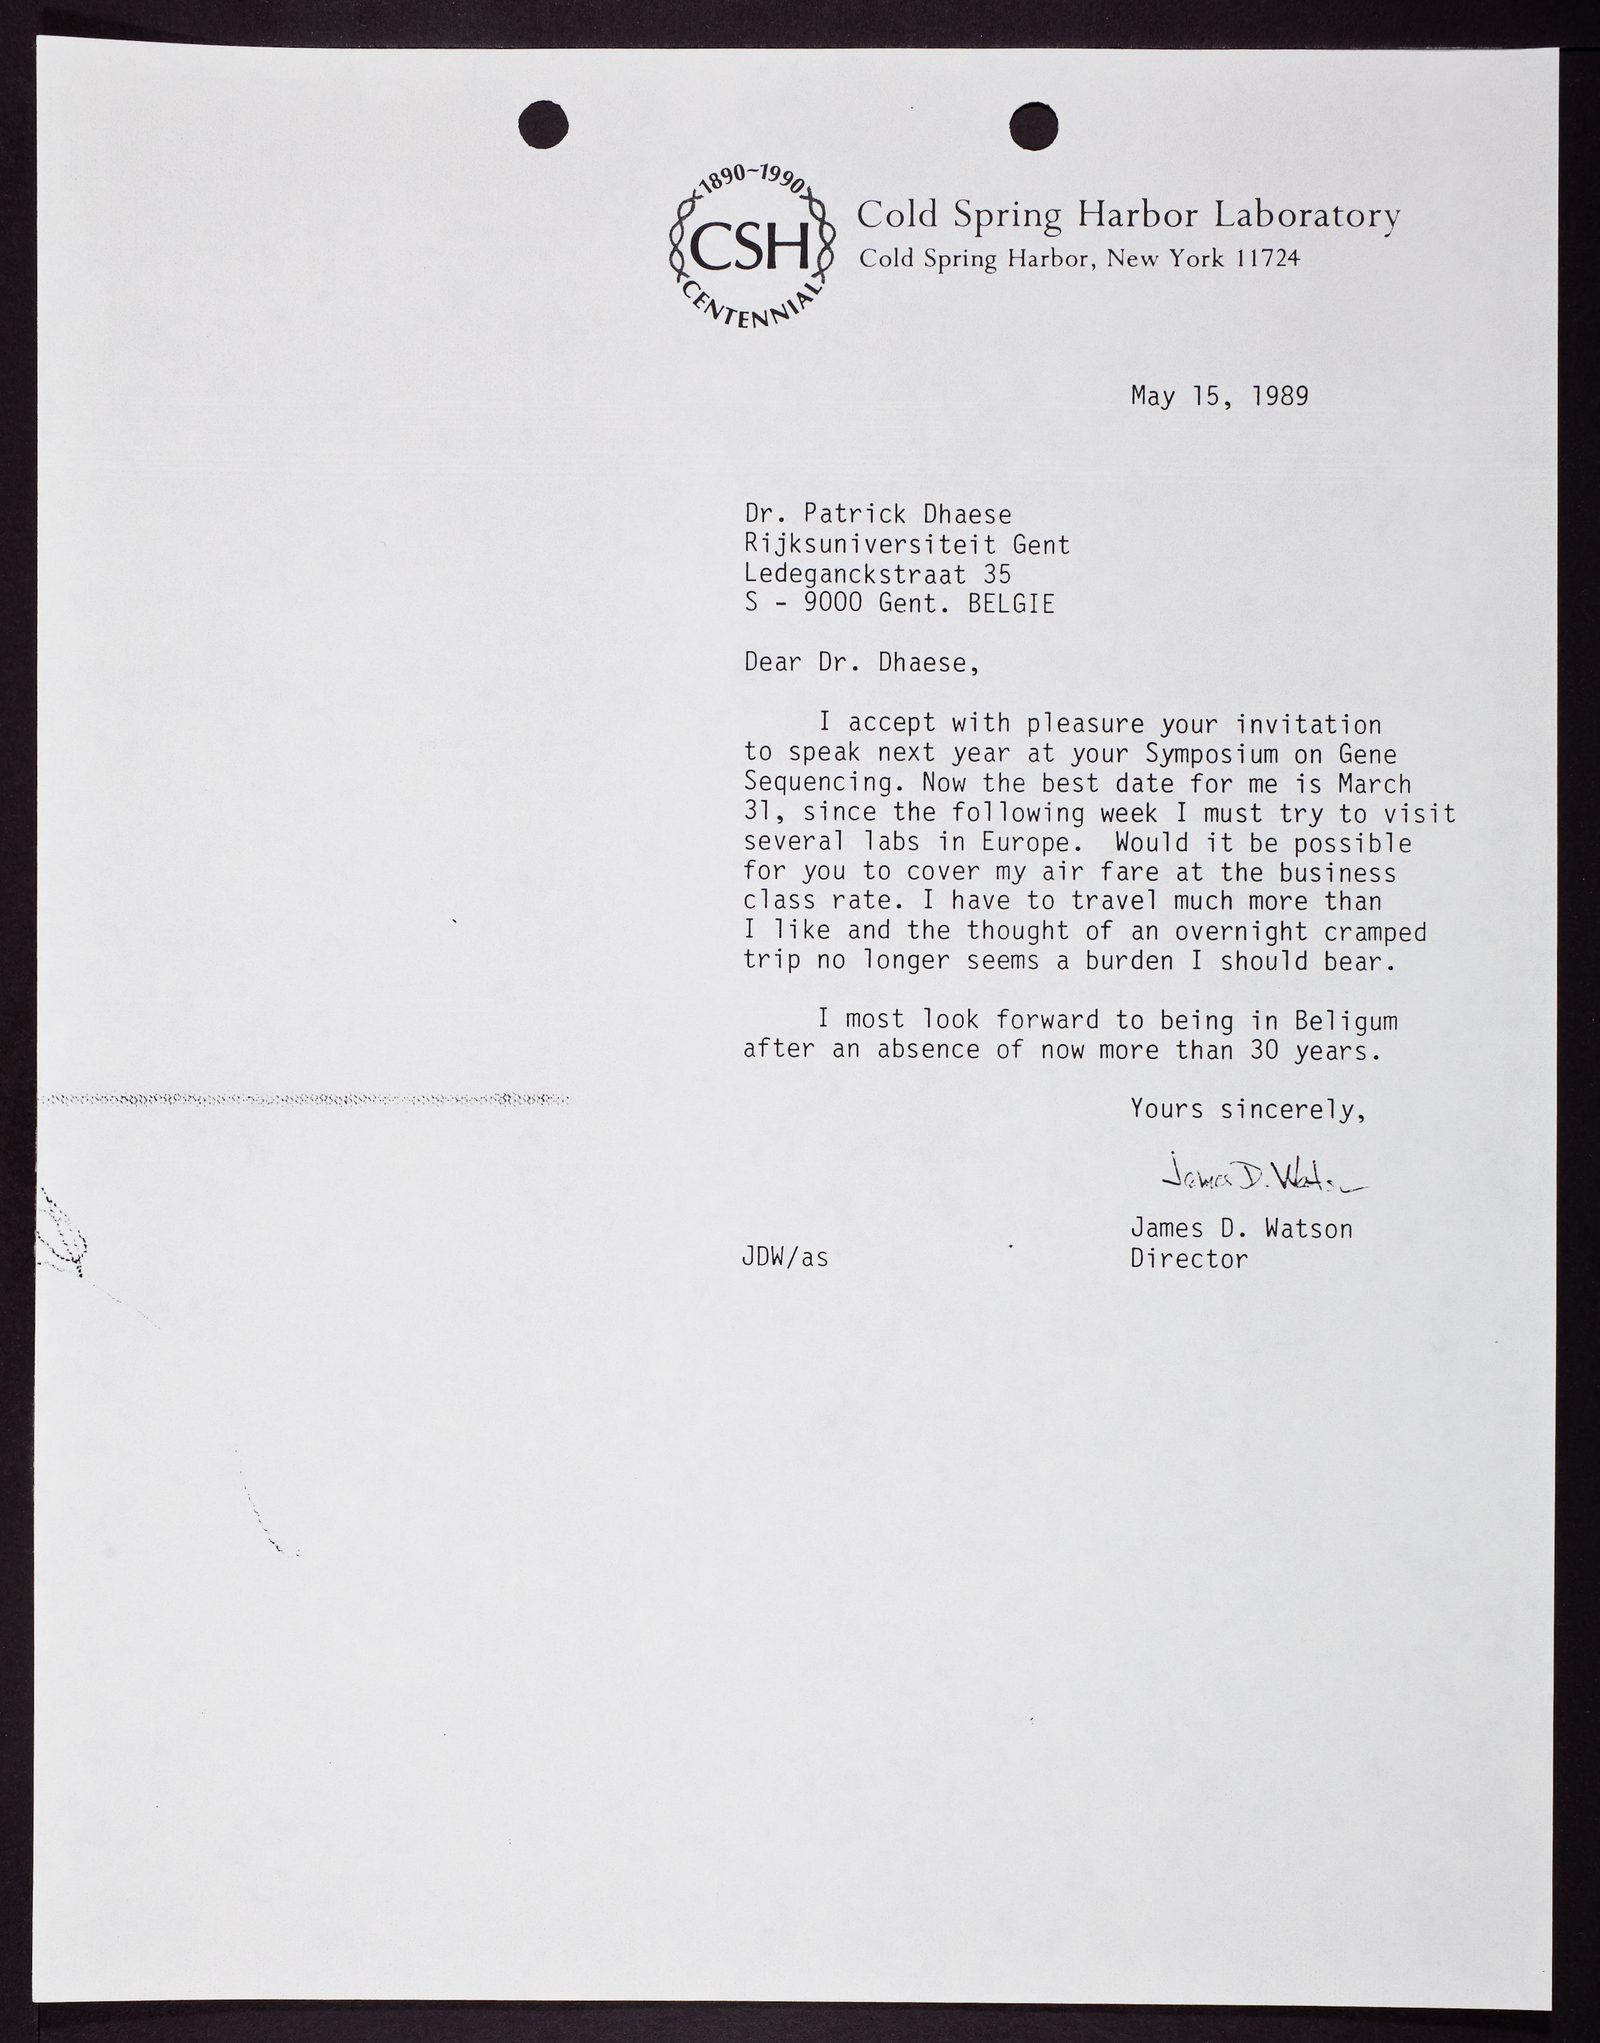 1890~1990
CSH
CENTENNIAL
Cold Spring Harbor Laboratory
Cold Spring Harbor, New York 11724
May 15, 1989
Dr. Patrick Dhaese
Rijksuniversiteit Gent
Ledeganckstraat 35
S - 9000 Gent. BELGIE
Dear Dr. Dhaese,
I accept with pleasure your invitation
to speak next year at your Symposium on Gene
Sequencing. Now the best date for me is March
31, since the following week I must try to visit
several labs in Europe. Would it be possible
for you to cover my air fare at the business
class rate. I have to travel much more than
I like and the thought of an overnight cramped
trip no longer seems a burden I should bear.
I most look forward to being in Beligum
after an absence of now more than 30 years.
Yours sincerely,
James D. Watson
James D. Watson
JDW/as
Director